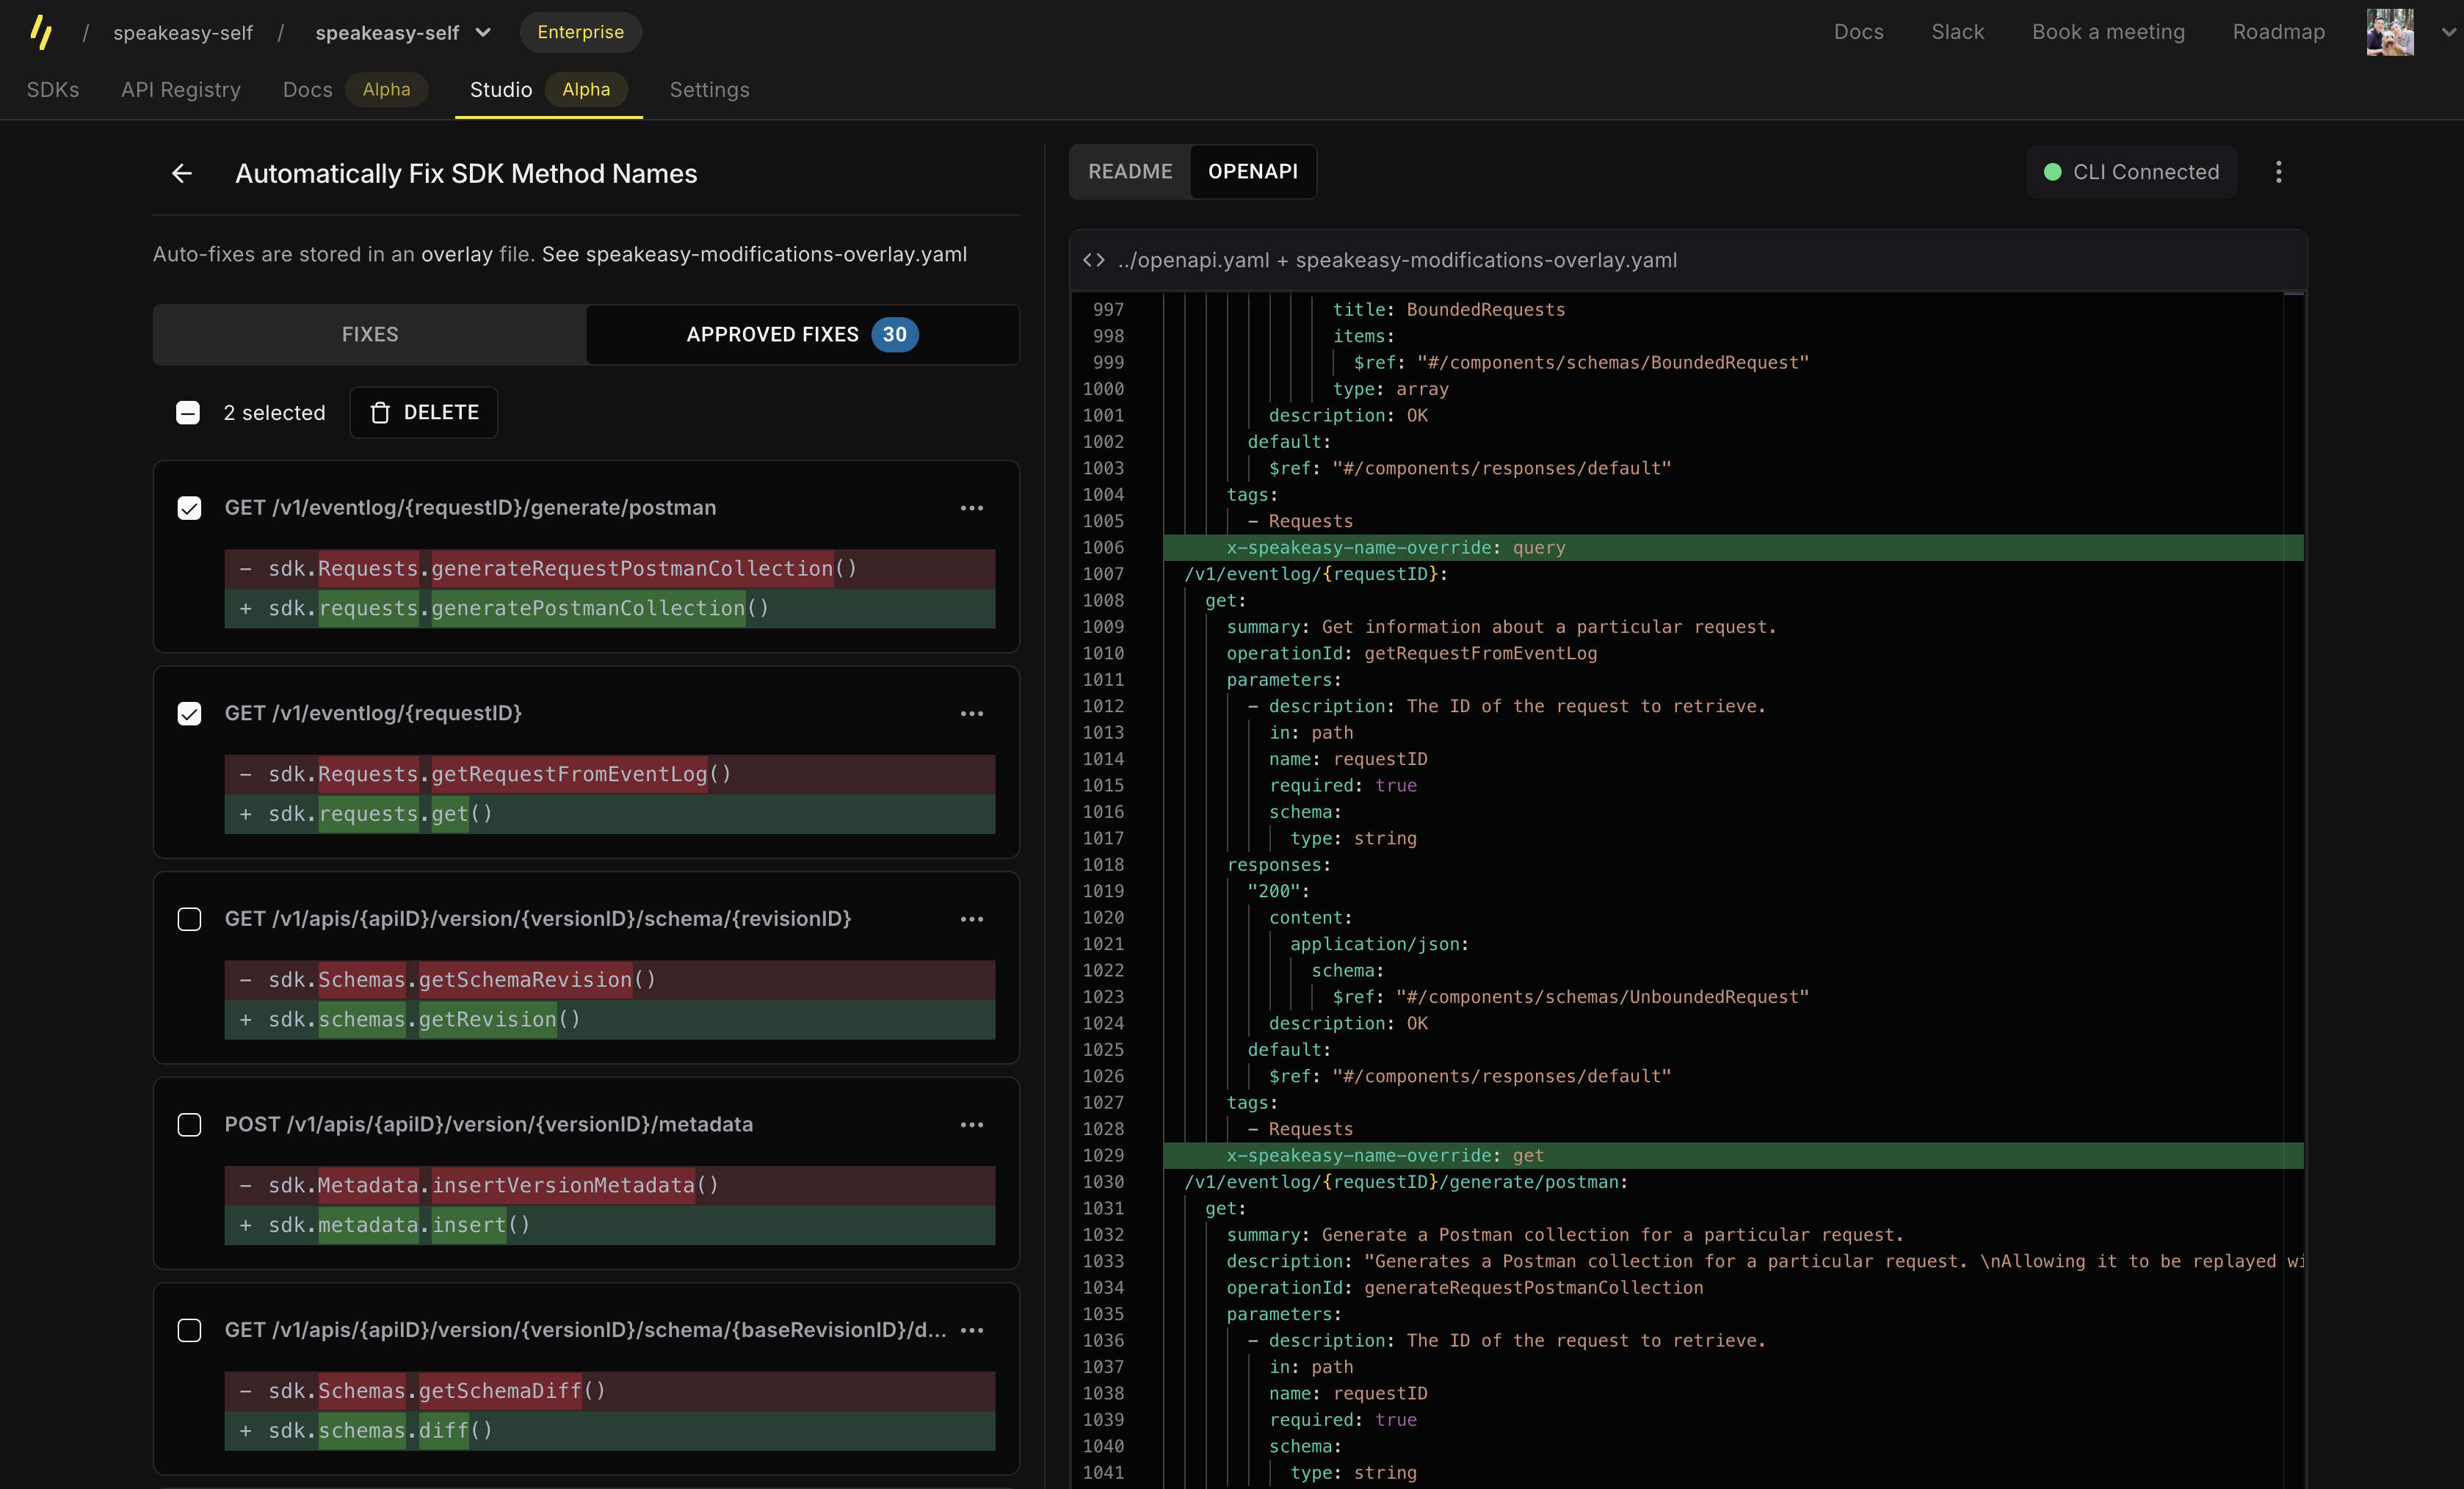 / speakeasy-self / speakeasy-self Enterprise Docs Slack Book a meeting Roadmap
SDKs API Registry Docs Alpha Studio Alpha Settings
Automatically Fix SDK Method Names
Auto-fixes are stored in an overlay file. See speakeasy-modifications-overlay.yaml
FIXES APPROVED FIXES 30
2 selected DELETE
GET /v1/eventlog/{requestID}/generate/postman
- sdk.Requests.generateRequestPostmanCollection()
+ sdk.requests.generatePostmanCollection()
GET /v1/eventlog/{requestID}
- sdk.Requests.getRequestFromEventLog()
+ sdk.requests.get()
GET /v1/apis/{apiID}/version/{versionID}/schema/{revisionID}
- sdk.Schemas.getSchemaRevision()
+ sdk.schemas.getRevision()
POST /v1/apis/{apiID}/version/{versionID}/metadata
- sdk.Metadata.insertVersionMetadata()
+ sdk.metadata.insert()
GET /v1/apis/{apiID}/version/{versionID}/schema/{baseRevisionID}/d...
- sdk.Schemas.getSchemaDiff()
+ sdk.schemas.diff()
README OPENAPI
CLI Connected
../openapi.yaml + speakeasy-modifications-overlay.yaml
997 title: BoundedRequests
998 items:
999 $ref: "#/components/schemas/BoundedRequest"
1000 type: array
1001 description: OK
1002 default:
1003 $ref: "#/components/responses/default"
1004 tags:
1005 - Requests
1006 x-speakeasy-name-override: query
1007 /v1/eventlog/{requestID}:
1008 get:
1009 summary: Get information about a particular request.
1010 operationId: getRequestFromEventLog
1011 parameters:
1012 - description: The ID of the request to retrieve.
1013 in: path
1014 name: requestID
1015 required: true
1016 schema:
1017 type: string
1018 responses:
1019 "200":
1020 content:
1021 application/json:
1022 schema:
1023 $ref: "#/components/schemas/UnboundedRequest"
1024 description: OK
1025 default:
1026 $ref: "#/components/responses/default"
1027 tags:
1028 - Requests
1029 x-speakeasy-name-override: get
1030 /v1/eventlog/{requestID}/generate/postman:
1031 get:
1032 summary: Generate a Postman collection for a particular request.
1033 description: "Generates a Postman collection for a particular request. \nAllowing it to be replayed wi
1034 operationId: generateRequestPostmanCollection
1035 parameters:
1036 - description: The ID of the request to retrieve.
1037 in: path
1038 name: requestID
1039 required: true
1040 schema:
1041 type: string